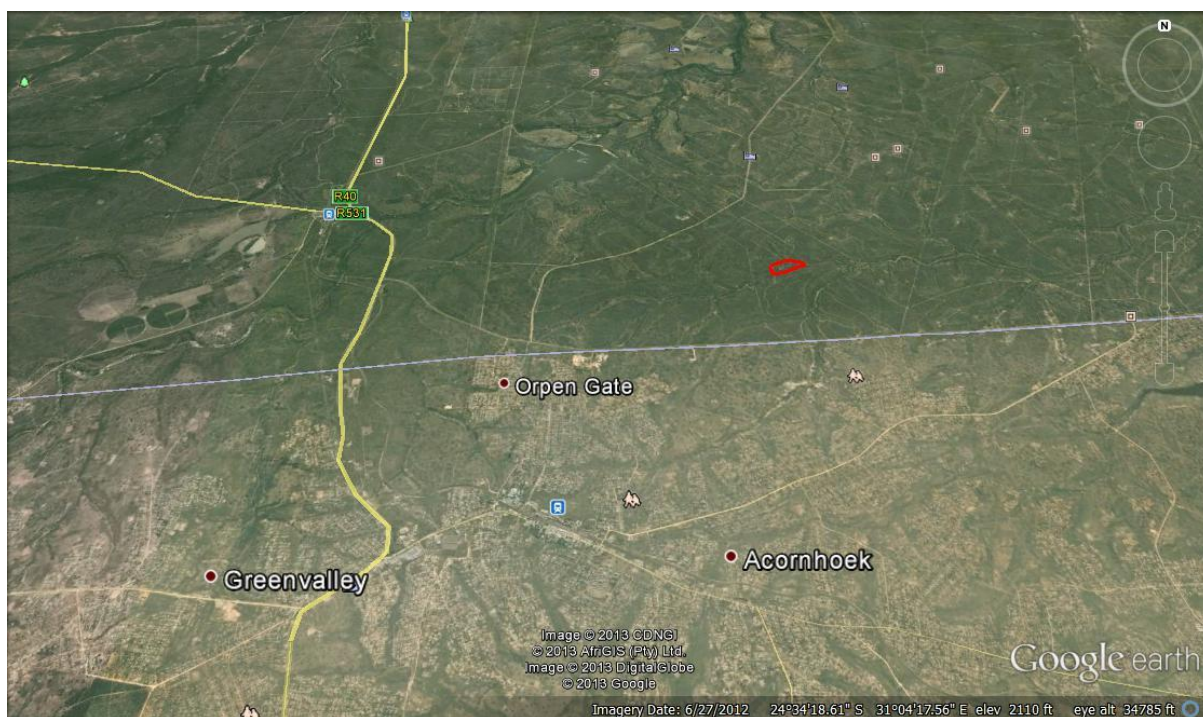 N
R40
R531
Orpen Gate
Greenvalley
Acornhoek
Image © 2013 CDNGI
© 2013 AfriGIS (Pty) Ltd.
Image © 2013 DigitalGlobe
© 2013 Google
Google earth
Imagery Date: 6/27/2012 24°34'18.61" S 31°04'17.56" E elev 2110 ft eye alt 34785 ft